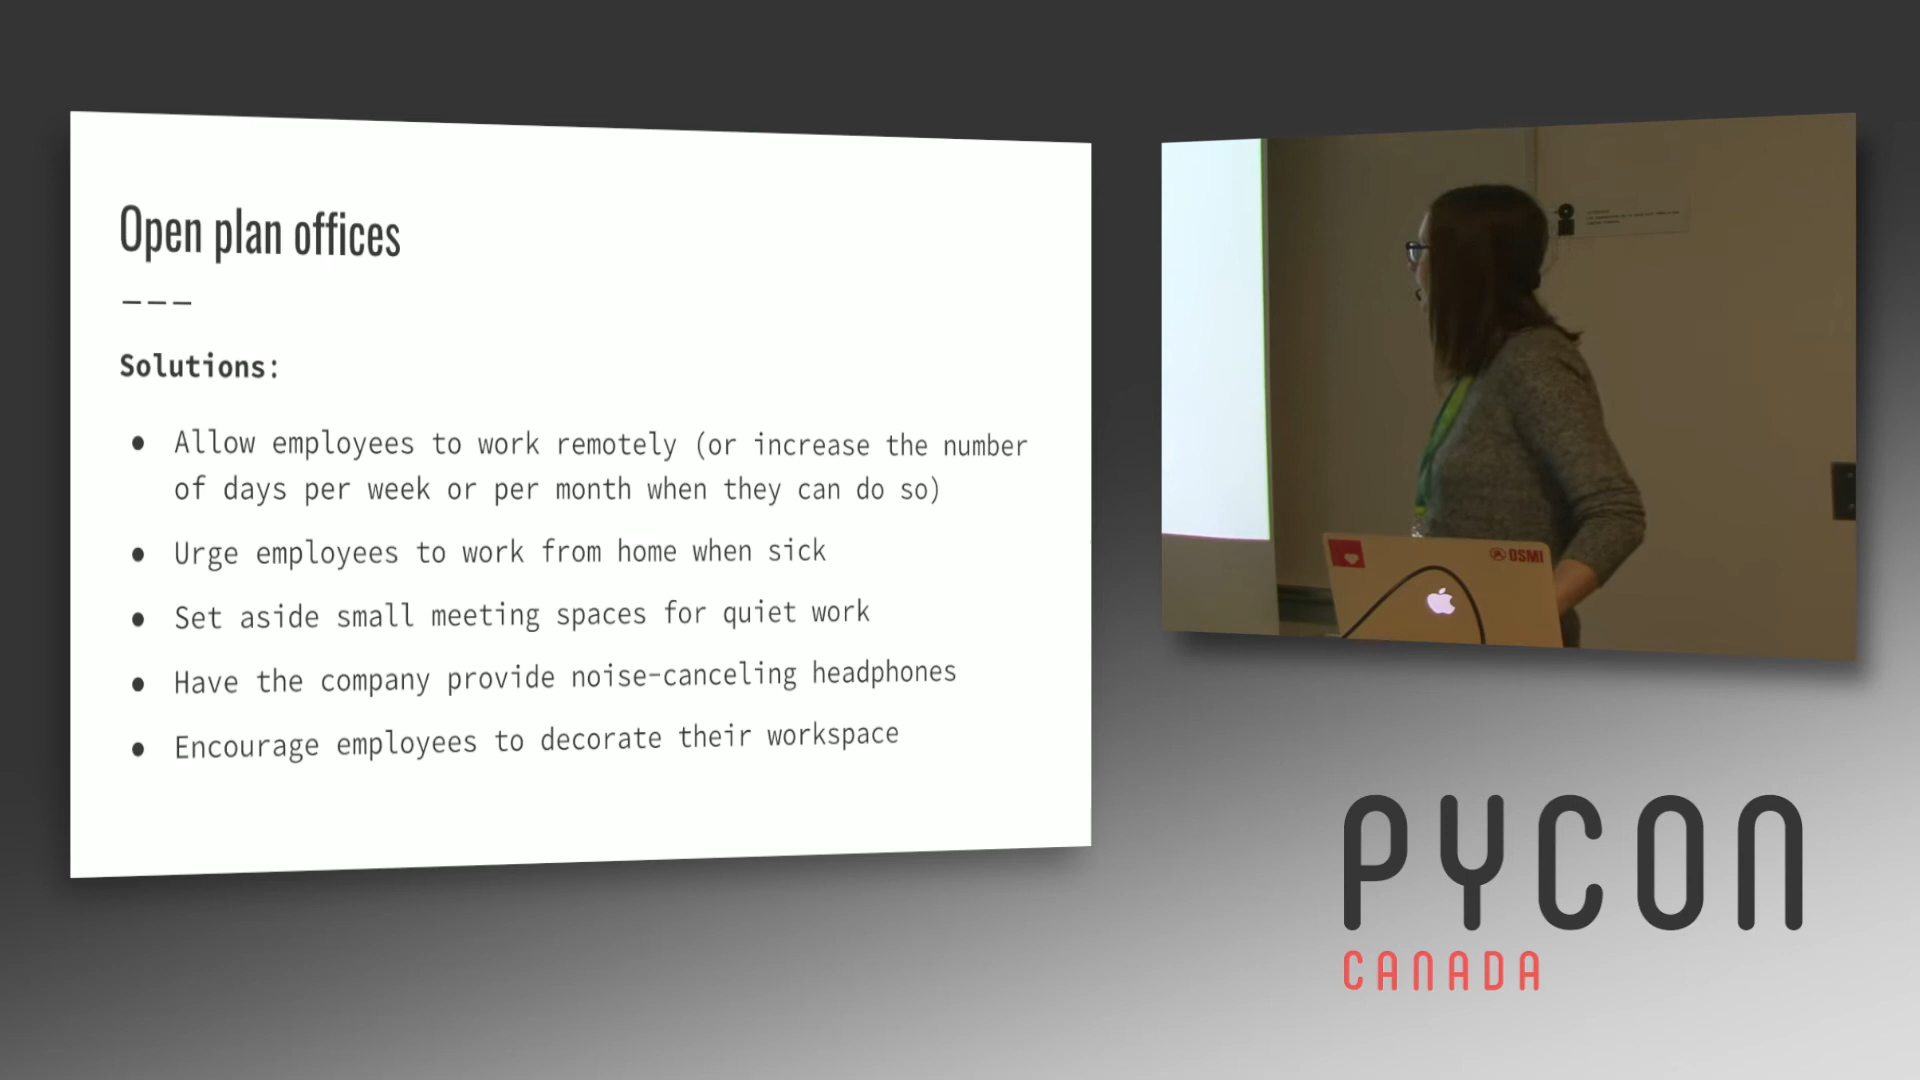 Open plan offices
———
Solutions:
● Allow employees to work remotely (or increase the number
of days per week or per month when they can do so)
● Urge employees to work from home when sick
● Set aside small meeting spaces for quiet work
● Have the company provide noise-canceling headphones
● Encourage employees to decorate their workspace
OSMI
PYCON
CANADA